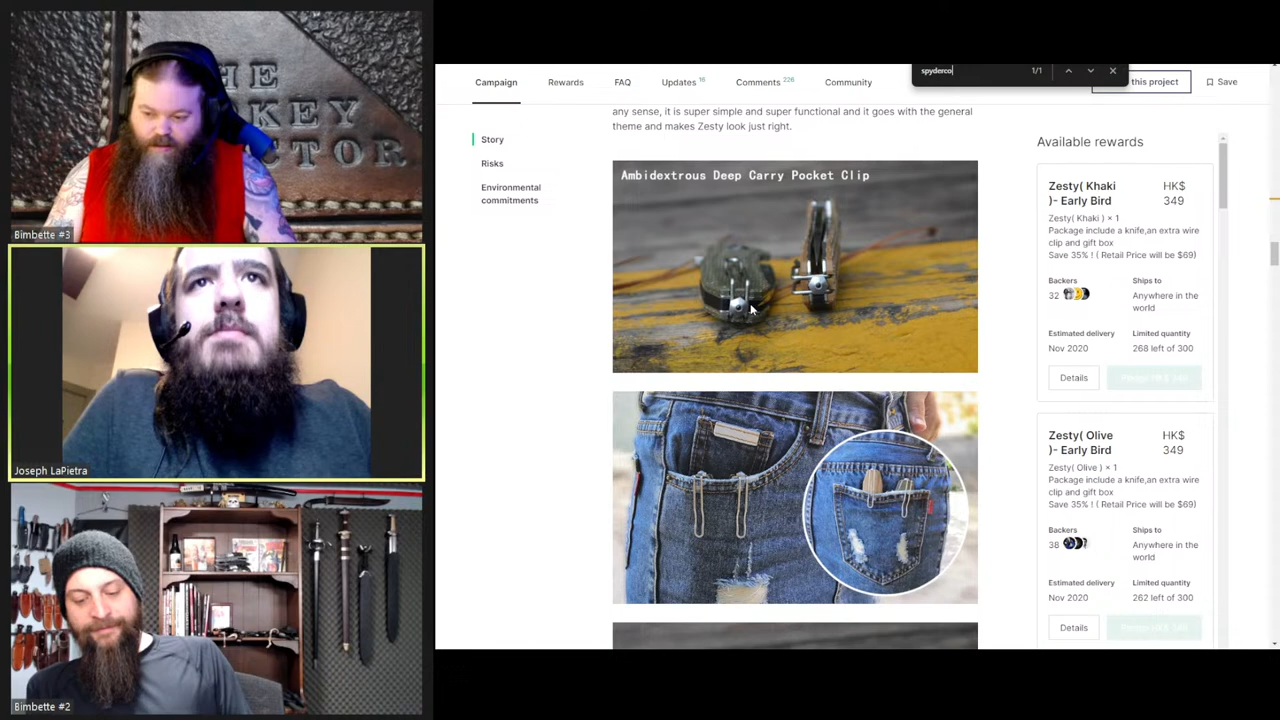 THE
KEY
CTOR
Bimbette #3
Joseph LaPietra
Bimbette #2
spyderco
1/1
Campaign
Rewards
FAQ
Updates 16
Comments 226
Community
this project
Save
Story
Risks
Environmental
commitments
any sense, it is super simple and super functional and it goes with the general
theme and makes Zesty look just right.
Ambidextrous Deep Carry Pocket Clip
Available rewards
Zesty( Khaki
)- Early Bird
HK$
349
Zesty( Khaki ) × 1
Package include a knife,an extra wire
clip and gift box
Save 35% ! ( Retail Price will be $69)
Backers
32
Ships to
Anywhere in the
world
Estimated delivery
Nov 2020
Limited quantity
268 left of 300
Details
Zesty( Olive
)- Early Bird
HK$
349
Zesty( Olive ) × 1
Package include a knife,an extra wire
clip and gift box
Save 35% ! ( Retail Price will be $69)
Backers
38
Ships to
Anywhere in the
world
Estimated delivery
Nov 2020
Limited quantity
262 left of 300
Details